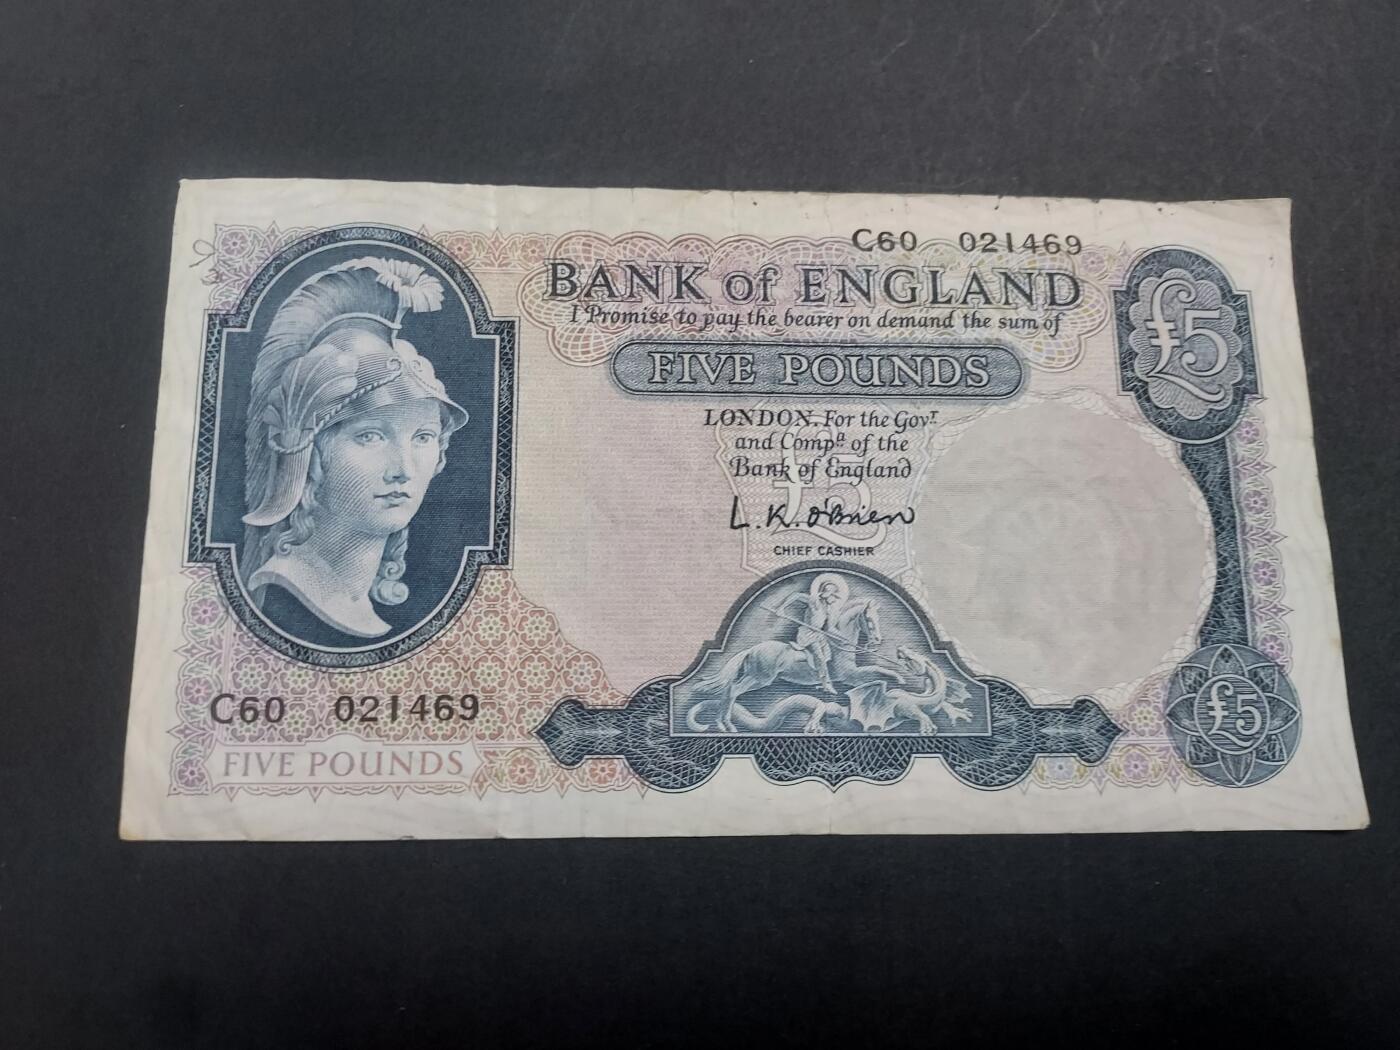 C60 021469
BANK of ENGLAND
I Promise to pay the bearer on demand the sum of
£5
FIVE POUNDS
LONDON. For the Govr
and Compa of the
Bank of England
£5
L.K. O'Brien
CHIEF CASHIER
C60 021469
£5
FIVE POUNDS